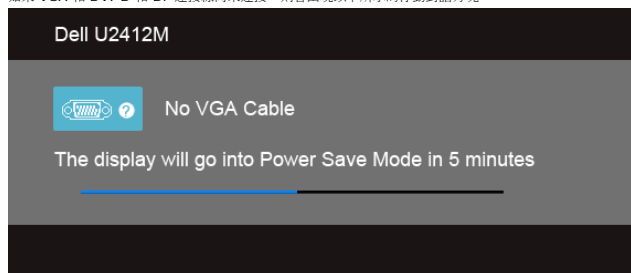 Dell U2412M
No VGA Cable
The display will go into Power Save Mode in 5 minutes